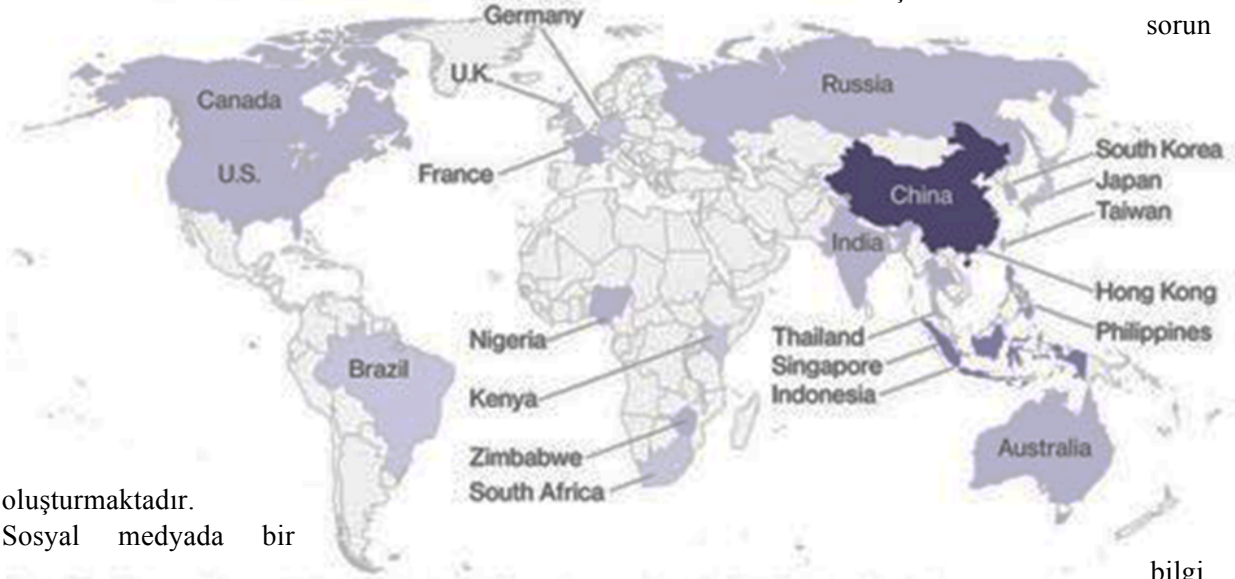 sorun
Germany
U.K.
Canada
Russia
U.S.
France
South Korea
China
Japan
Taiwan
India
Hong Kong
Nigeria
Thailand
Philippines
Brazil
Singapore
Kenya
Indonesia
Zimbabwe
Australia
South Africa
oluşturmaktadır.
Sosyal medyada bir
bilgi